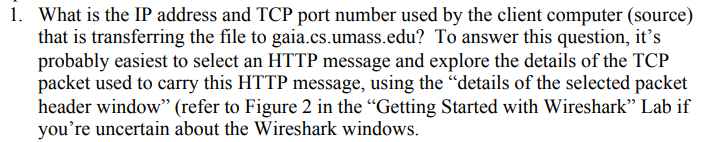 1. What is the IP address and TCP port number used by the client computer (source)
that is transferring the file to gaia.cs.umass.edu?  To answer this question, it’s
probably easiest to select an HTTP message and explore the details of the TCP
packet used to carry this HTTP message, using the “details of the selected packet
header window” (refer to Figure 2 in the “Getting Started with Wireshark” Lab if
you’re uncertain about the Wireshark windows.